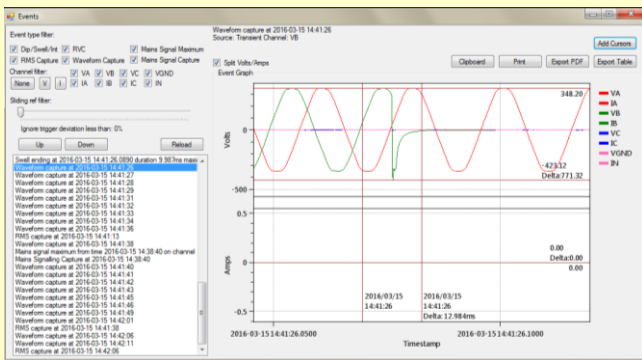 Events
Event type filter:
Dip/Swell/Int RVC Mains Signal Maximum
RMS Capture Waveform Capture Mains Signal Capture
Channel filter: VA VB VC VGND
None V I IA IB IC IN
Sliding ref filter:
Ignore trigger deviation less than: 0%
Up Down Reload
Swell ending at 2016-03-15 14:41:26.0890 duration 9.987ms maxi
Waveform capture at 2016-03-15 14:41:26
Waveform capture at 2016-03-15 14:41:27
Waveform capture at 2016-03-15 14:41:28
Waveform capture at 2016-03-15 14:41:29
Waveform capture at 2016-03-15 14:41:31
Waveform capture at 2016-03-15 14:41:32
Waveform capture at 2016-03-15 14:41:33
Waveform capture at 2016-03-15 14:41:34
Waveform capture at 2016-03-15 14:41:36
RMS capture at 2016-03-15 14:41:13
Waveform capture at 2016-03-15 14:41:38
Mains signal maximum from time 2016-03-15 14:38:40 on channel
Mains Signalling Capture at 2016-03-15 14:38:40
Waveform capture at 2016-03-15 14:41:40
Waveform capture at 2016-03-15 14:41:41
Waveform capture at 2016-03-15 14:41:42
Waveform capture at 2016-03-15 14:41:43
Waveform capture at 2016-03-15 14:41:45
Waveform capture at 2016-03-15 14:41:46
Waveform capture at 2016-03-15 14:41:49
Waveform capture at 2016-03-15 14:42:01
RMS capture at 2016-03-15 14:41:38
Waveform capture at 2016-03-15 14:42:06
Waveform capture at 2016-03-15 14:42:11
RMS capture at 2016-03-15 14:42:06
Waveform capture at 2016-03-15 14:41:26
Source: Transient Channel: VB
Add Cursors
Split Volts/Amps
Clipboard Print Export PDF Export Table
Event Graph
348.20
Volts
0
-423.12
Delta:771.32
-500
0.5
Amps
0.00
Delta:0.00
0.00
0
-0.5
2016/03/15
14:41:26
2016/03/15
14:41:26
Delta:12.984ms
2016-03-15 14:41:26.0500
2016-03-15 14:41:26.1000
Timestamp
VA
IA
VB
IB
VC
IC
VGND
IN